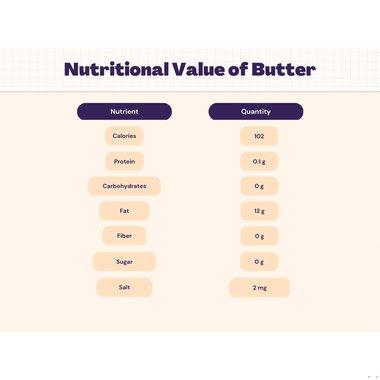 Nutritional Value of Butter
Nutrient Quantity
Calories 102
Protein 0.1 g
Carbohydrates 0 g
Fat 12 g
Fiber 0 g
Sugar 0 g
Salt 2 mg